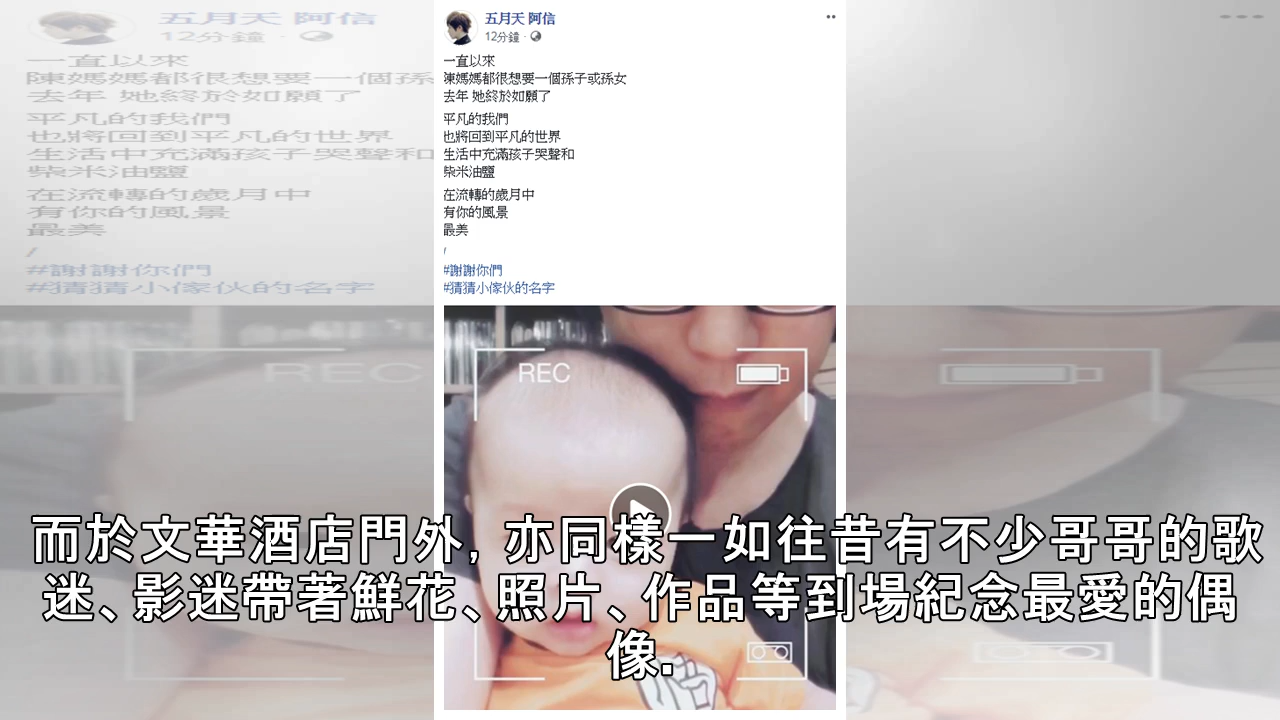 五月天 阿信
12分鐘
一直以來
陳媽媽都很想要一個孫子或孫女
去年 她終於如願了
平凡的我們
也將回到平凡的世界
生活中充滿孩子哭聲和
柴米油鹽
在流轉的歲月中
有你的風景
最美
/
#謝謝你們
#猜猜小傢伙的名字
REC
而於文華酒店門外, 亦同樣一如往昔有不少哥哥的歌
迷、影迷帶著鮮花、照片、作品等到場紀念最愛的偶
像.